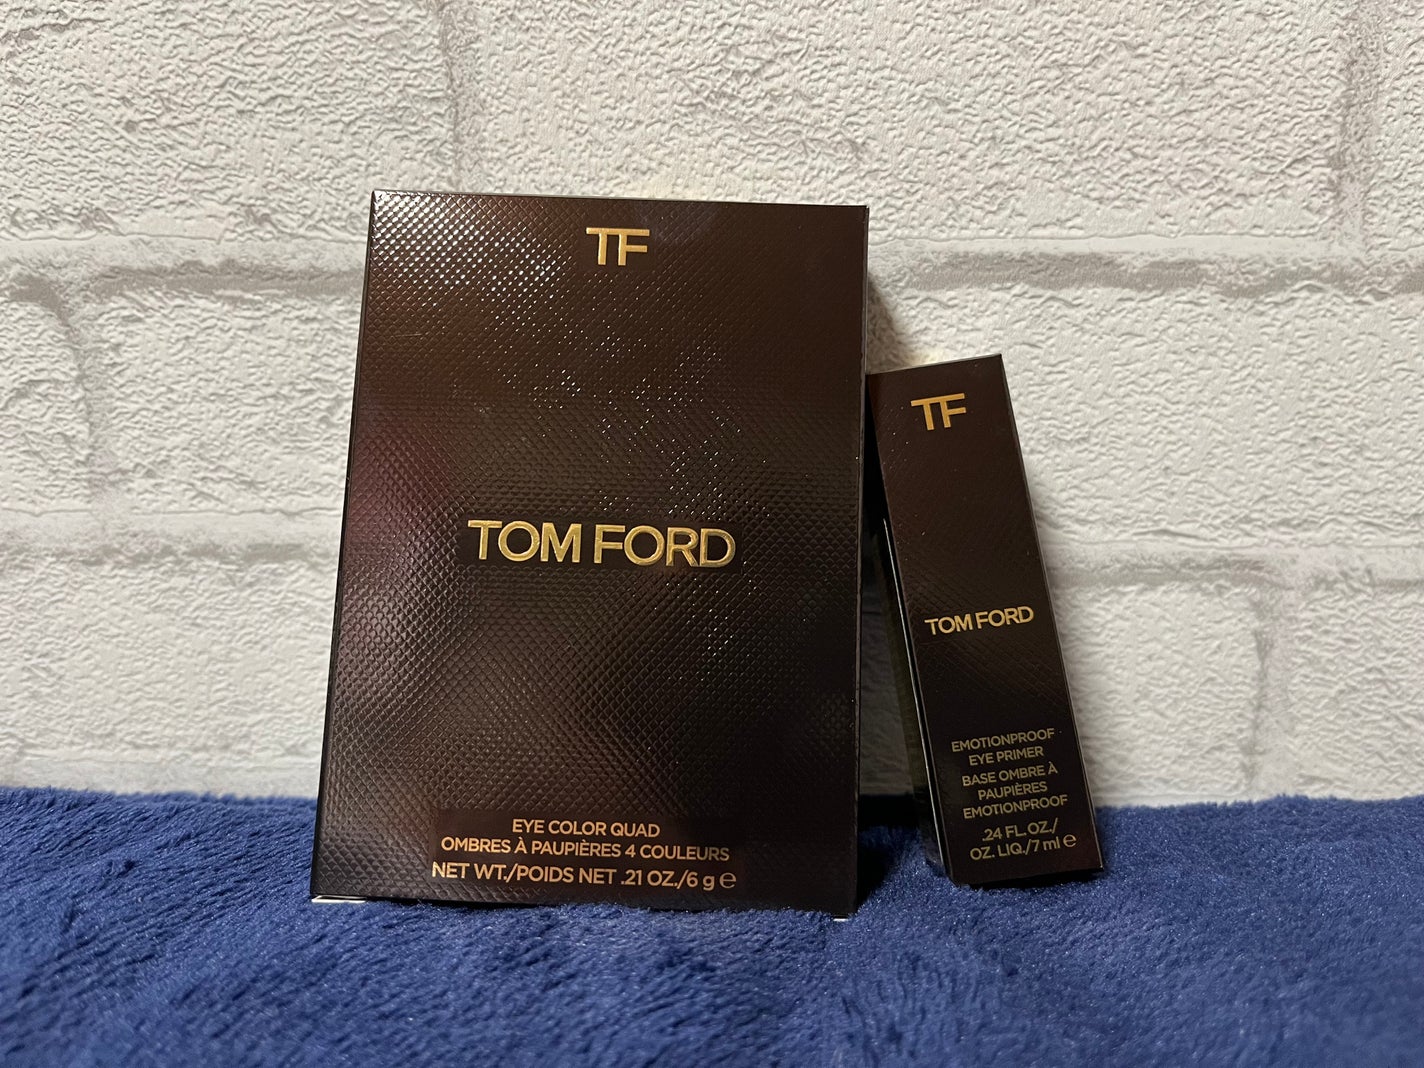 TF
TOM FORD
EYE COLOR QUAD
OMBRES À PAUPIÈRES 4 COULEURS
NET WT./POIDS NET .21 OZ./6 g ℮
TF
TOM FORD
EMOTIONPROOF
EYE PRIMER
BASE OMBRE À
PAUPIÈRES
EMOTIONPROOF
.24 FL. OZ./
OZ. LIQ./7 ml ℮